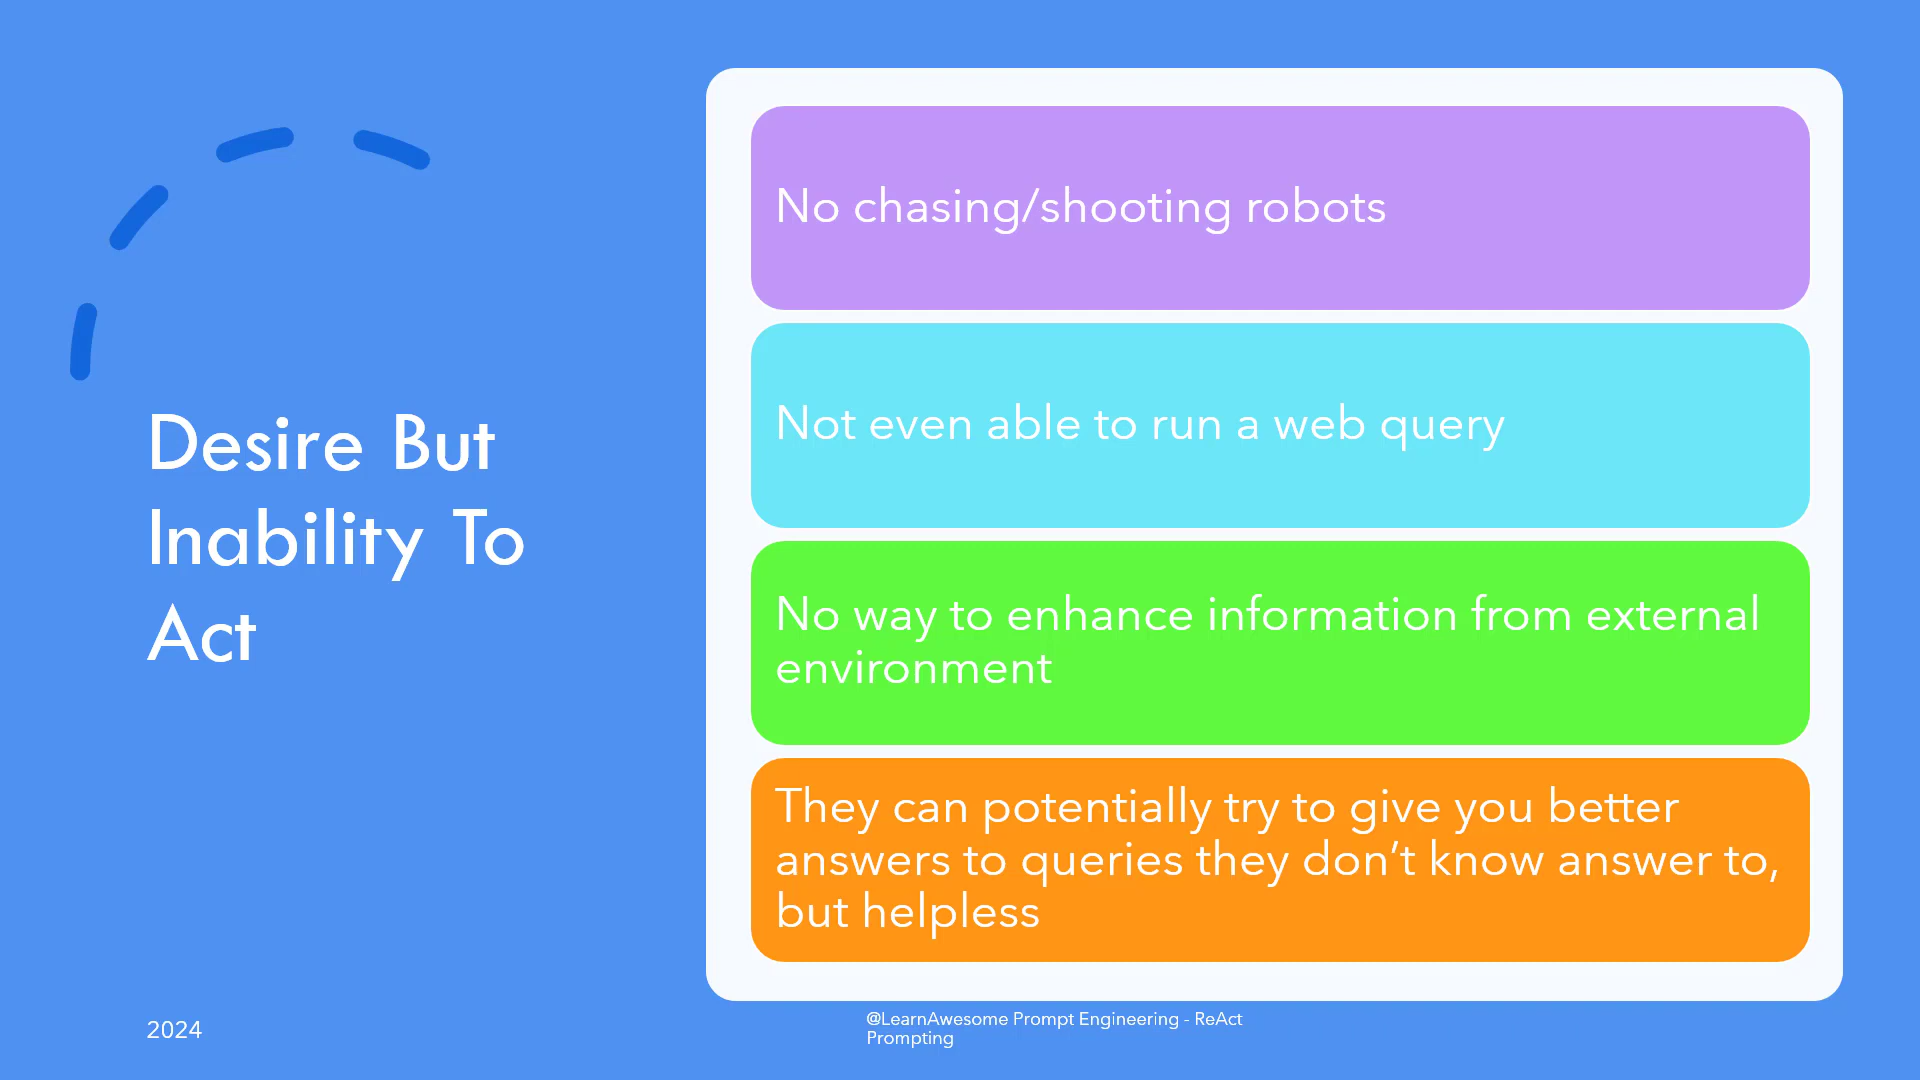 Desire But
Inability To
Act
No chasing/shooting robots
Not even able to run a web query
No way to enhance information from external
environment
They can potentially try to give you better
answers to queries they don’t know answer to,
but helpless
2024
@LearnAwesome Prompt Engineering - ReAct
Prompting